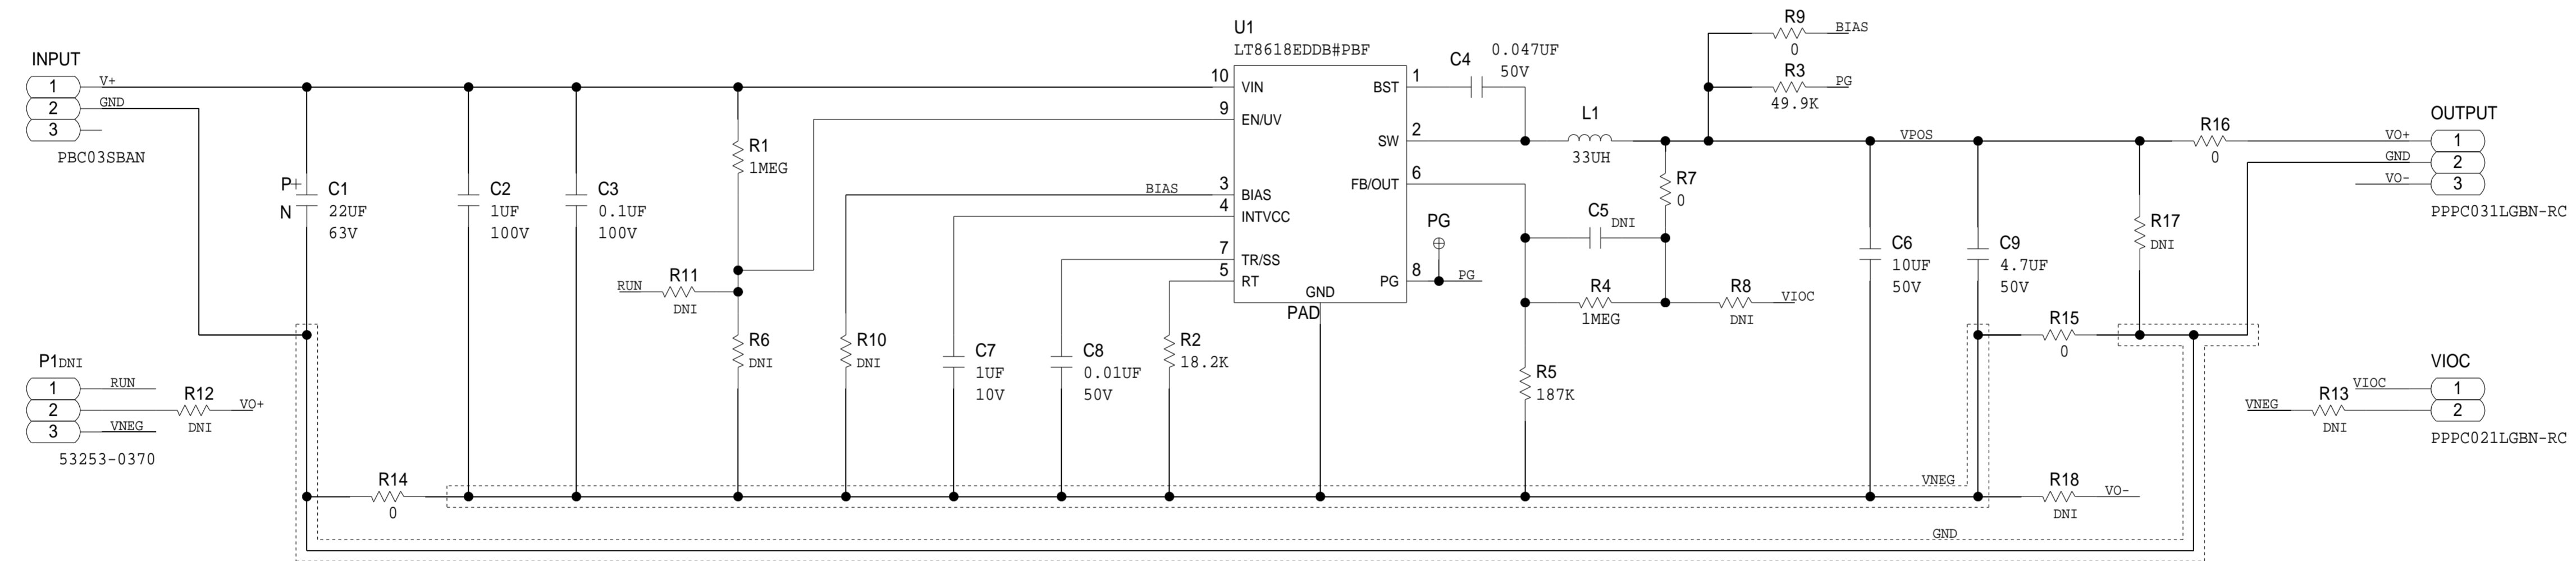 INPUT
1
2
3
V+
GND
PBC03SBAN
P1 DNI
1
2
3
RUN
VNEG
R12
DNI
VO+
53253-0370
P+
N
C1
22UF
63V
R14
0
C2
1UF
100V
C3
0.1UF
100V
R1
1MEG
RUN
R11
DNI
R6
DNI
R10
DNI
C7
1UF
10V
C8
0.01UF
50V
R2
18.2K
BIAS
U1
LT8618EDDB#PBF
10
VIN
9
EN/UV
3
BIAS
4
INTVCC
7
TR/SS
5
RT
BST
1
SW
2
FB/OUT
6
PG
8
GND
PAD
PG
PG
C4
0.047UF
50V
L1
33UH
R9
0
BIAS
R3
49.9K
PG
R7
0
C5
DNI
R4
1MEG
R8
DNI
VIOC
R5
187K
VPOS
C6
10UF
50V
C9
4.7UF
50V
R17
DNI
R16
0
R15
0
VNEG
R18
DNI
VO-
GND
OUTPUT
VO+
GND
VO-
1
2
3
PPPC031LGBN-RC
VIOC
VIOC
1
2
VNEG
R13
DNI
PPPC021LGBN-RC